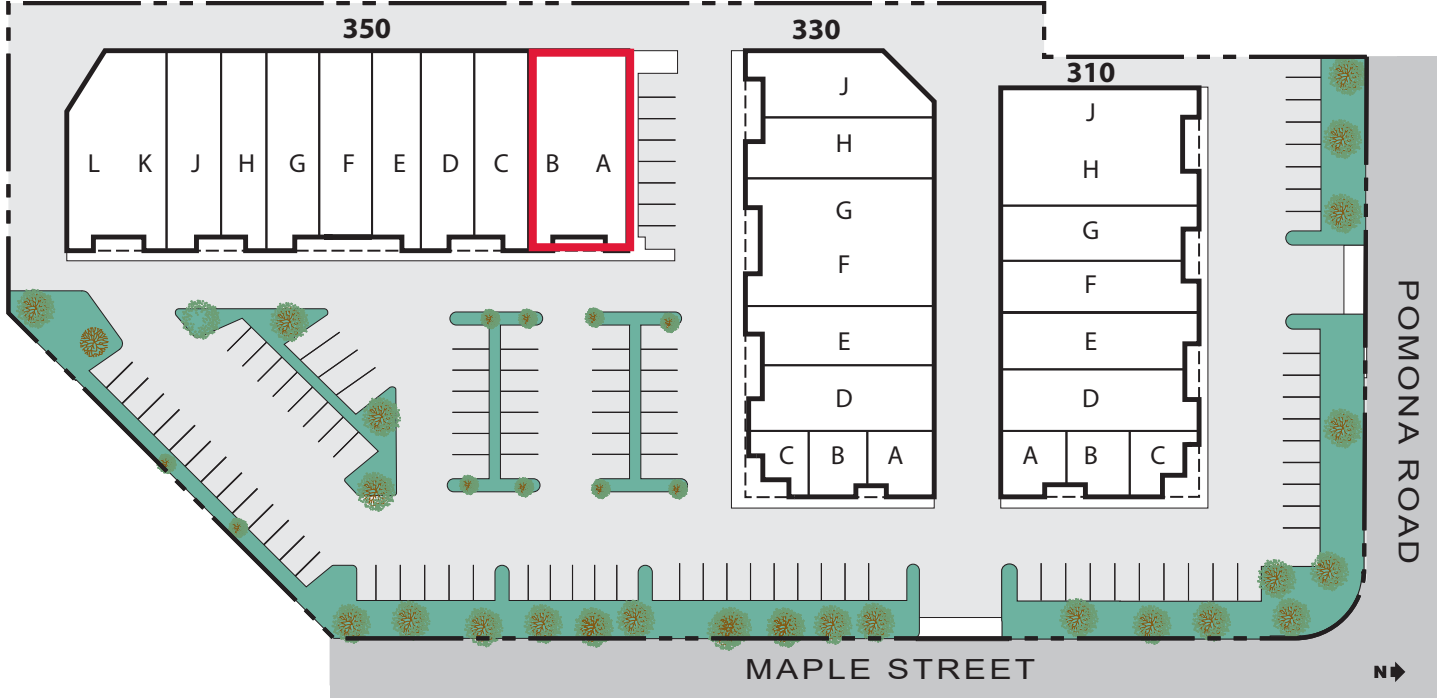 350
L K J H G F E D C B A
330
J
H
G
F
E
D
C B A
310
J
H
G
F
E
D
A B C
POMONA ROAD
MAPLE STREET
N